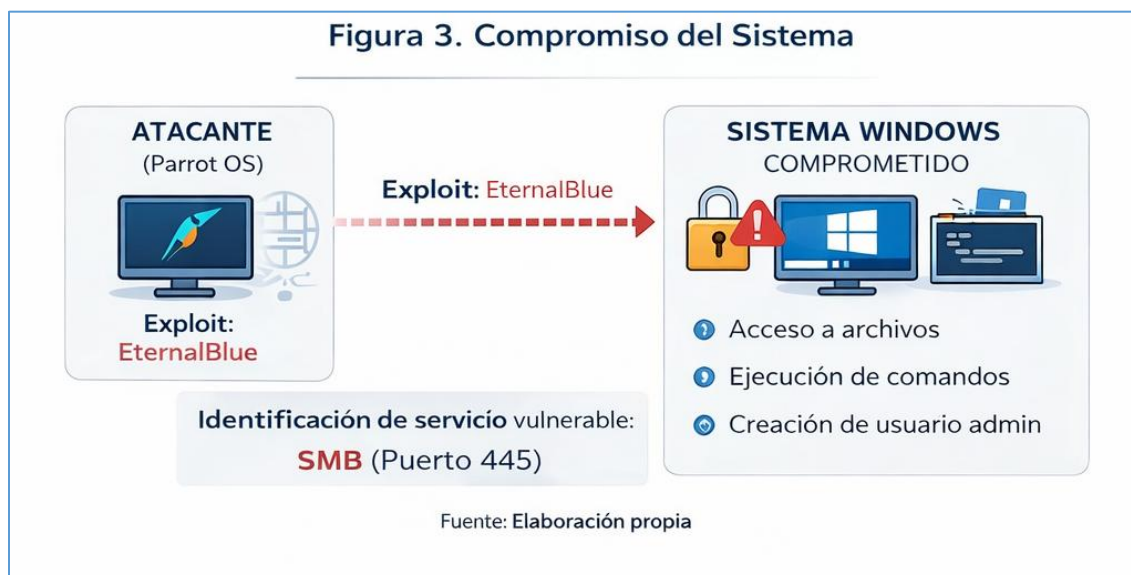 Figura 3. Compromiso del Sistema
ATACANTE
(Parrot OS)
Exploit:
EternalBlue
Exploit: EternalBlue
Identificación de servicio vulnerable:
SMB (Puerto 445)
SISTEMA WINDOWS
COMPROMETIDO
Acceso a archivos
Ejecución de comandos
Creación de usuario admin
Fuente: Elaboración propia